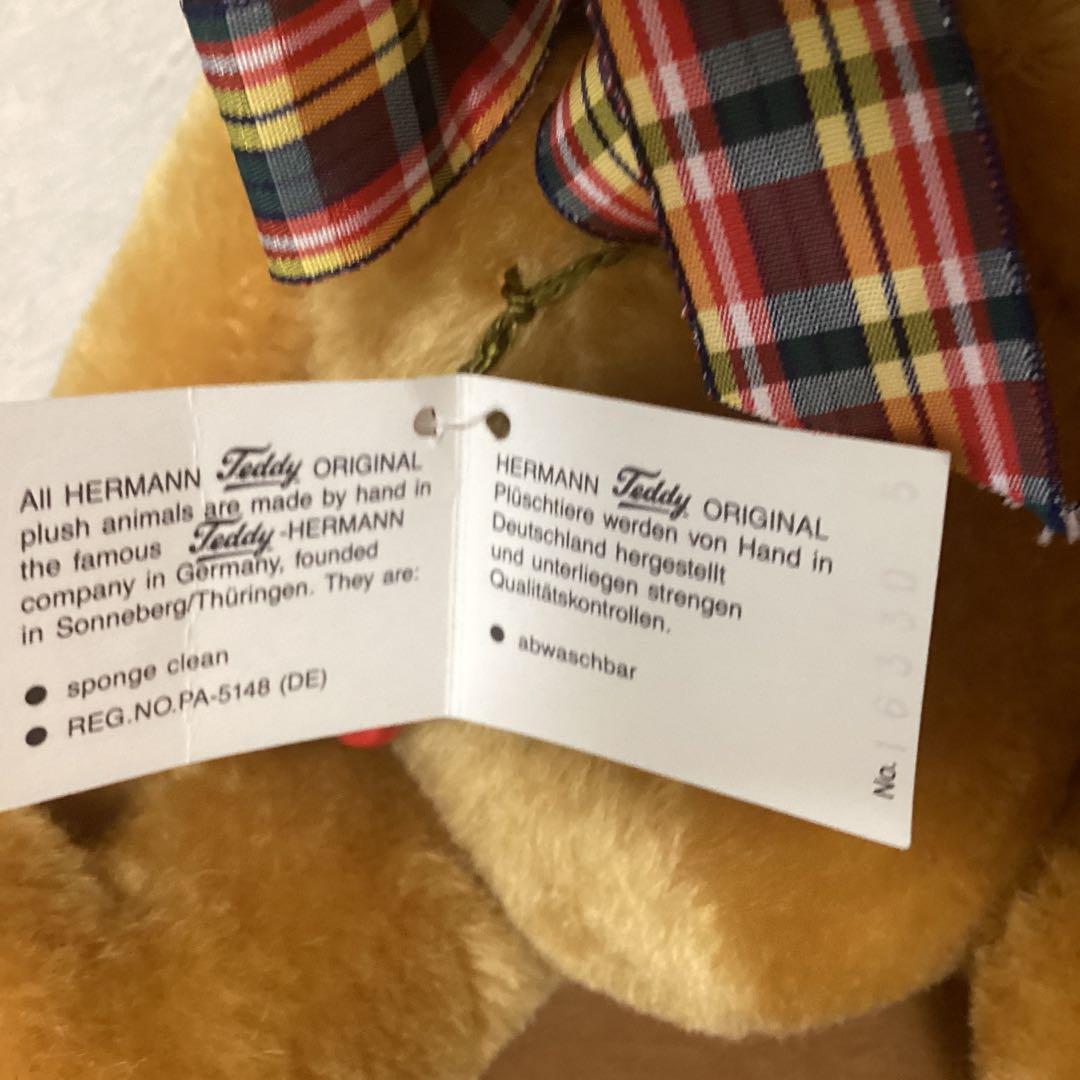 All HERMANN Teddy ORIGINAL
plush animals are made by hand in
the famous Teddy-HERMANN
company in Germany, founded
in Sonneberg/Thüringen. They are:
● sponge clean
● REG.NO.PA-5148 (DE)
HERMANN Teddy ORIGINAL
Plüschtiere werden von Hand in
Deutschland hergestellt
und unterliegen strengen
Qualitätskontrollen.
● abwaschbar
No. 16330 5